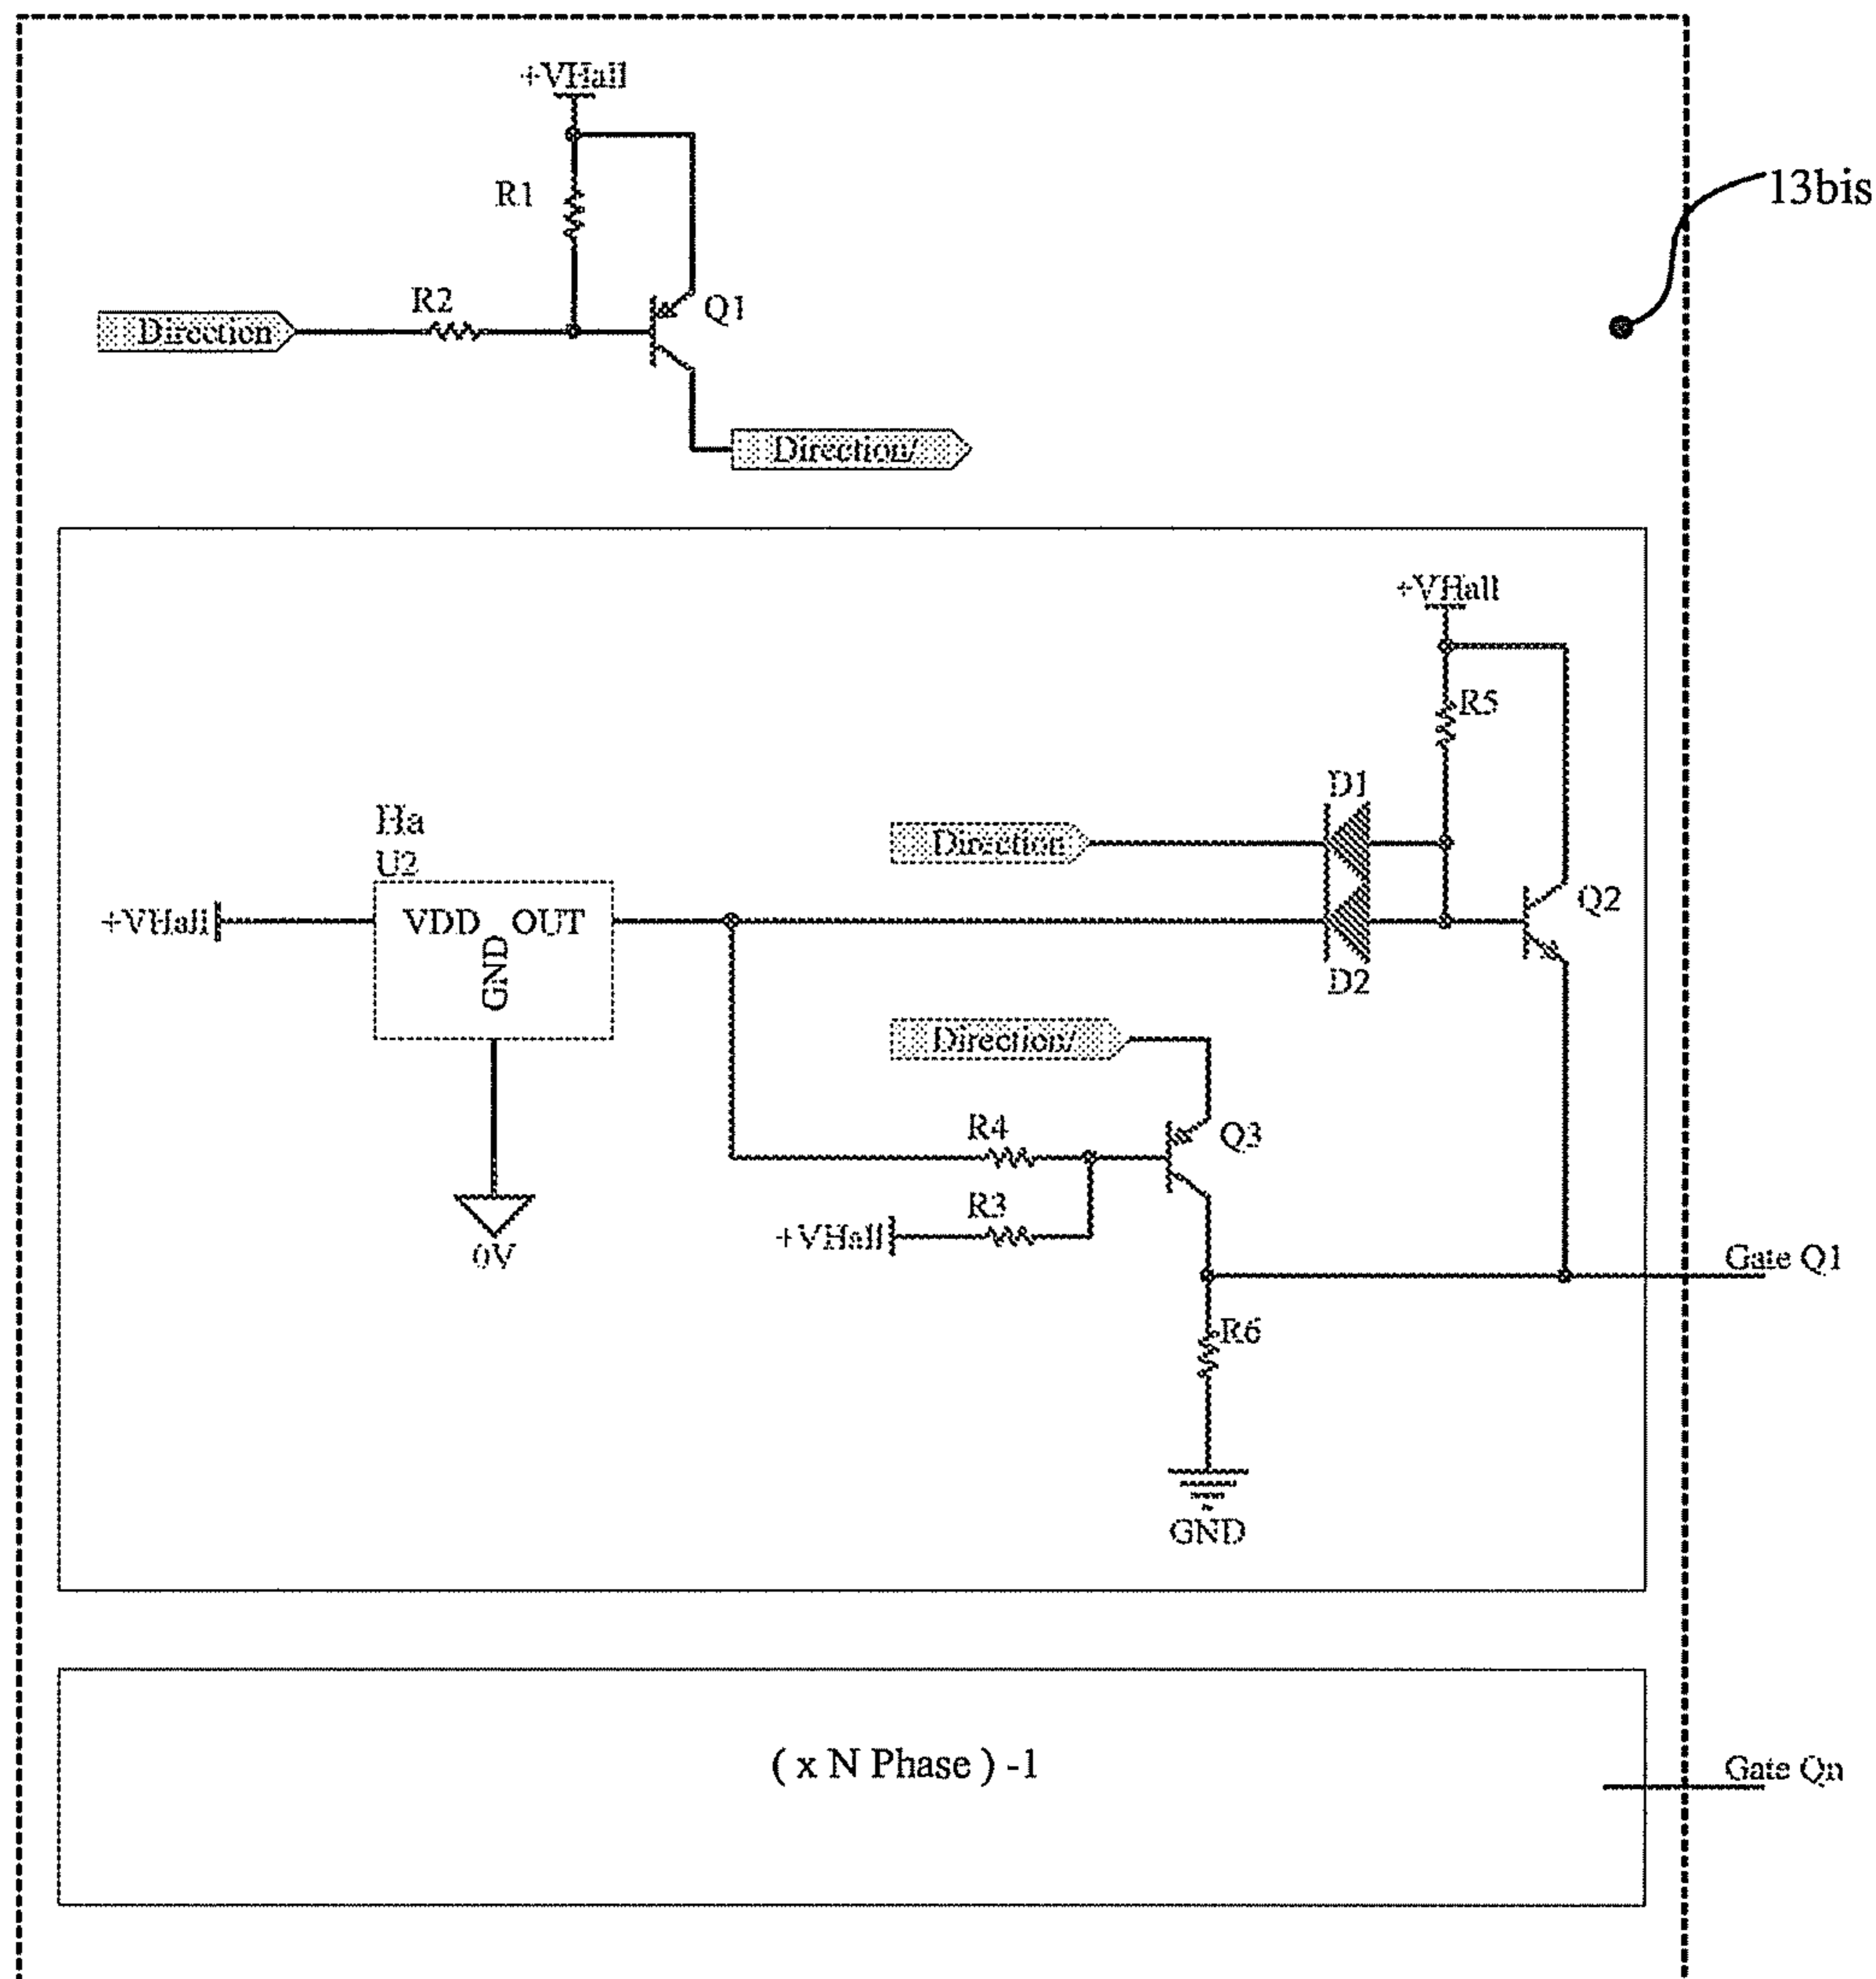 +VHall
R1
13bis
R2
Q1
Direction
Direction/
+VHall
R5
D1
Ha
U2
Direction
+VHall
VDD OUT
GND
Q2
D2
Direction/
R4
Q3
R3
+VHall
0V
Gate Q1
R6
GND
( x N Phase ) -1
Gate Qn